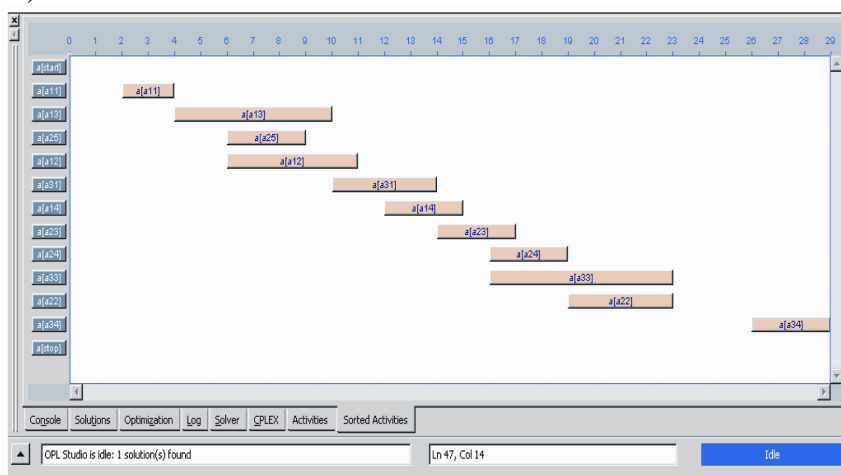 0 1 2 3 4 5 6 7 8 9 10 11 12 13 14 15 16 17 18 19 20 21 22 23 24 25 26 27 28 29
a[start]
a[a11] a[a11]
a[a13] a[a13]
a[a25] a[a25]
a[a12] a[a12]
a[a31] a[a31]
a[a14] a[a14]
a[a23] a[a23]
a[a24] a[a24]
a[a33] a[a33]
a[a22] a[a22]
a[a34] a[a34]
a[stop]
Console Solutions Optimization Log Solver CPLEX Activities Sorted Activities
OPL Studio is idle: 1 solution(s) found Ln 47, Col 14 Idle